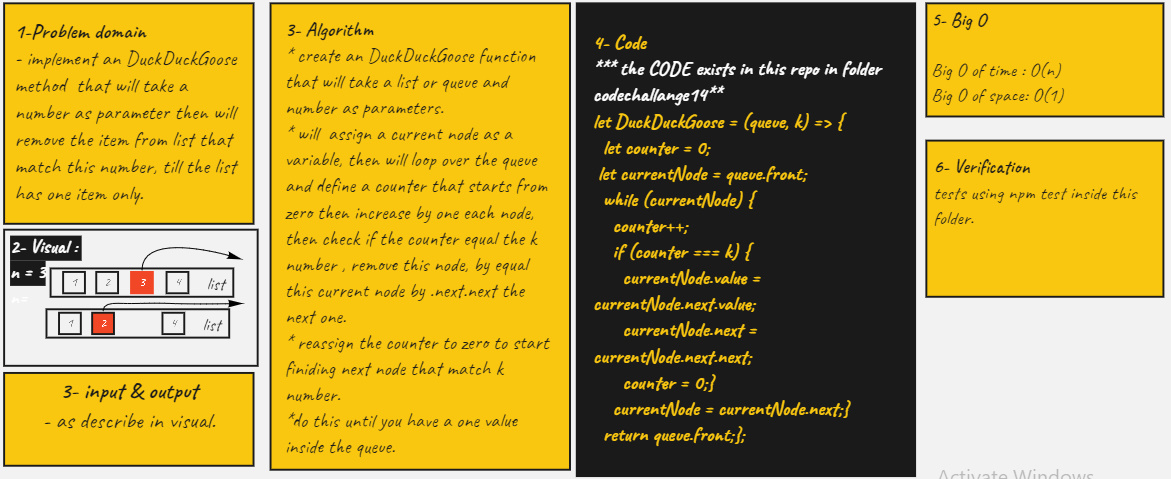 1-Problem domain
- implement an DuckDuckGoose
method that will take a
number as parameter then will
remove the item from list that
match this number, till the list
has one item only.
2- Visual :
n = 3
1 2 3 4 list
n=
1 2 4 list
3- input & output
- as describe in visual.
3- Algorithm
* create an DuckDuckGoose function
that will take a list or queue and
number as parameters.
* will assign a current node as a
variable, then will loop over the queue
and define a counter that starts from
zero then increase by one each node,
then check if the counter equal the k
number , remove this node, by equal
this current node by .next.next the
next one.
* reassign the counter to zero to start
finiding next node that match k
number.
*do this until you have a one value
inside the queue.
4- Code
*** the CODE exists in this repo in folder
codechallange14**
let DuckDuckGoose = (queue, k) => {
let counter = 0;
let currentNode = queue.front;
while (currentNode) {
counter++;
if (counter === k) {
currentNode.value =
currentNode.next.value;
currentNode.next =
currentNode.next.next;
counter = 0;}
currentNode = currentNode.next;}
return queue.front;};
5- Big O
Big O of time : O(n)
Big O of space: O(1)
6- Verification
tests using npm test inside this
folder.
Activate Windows